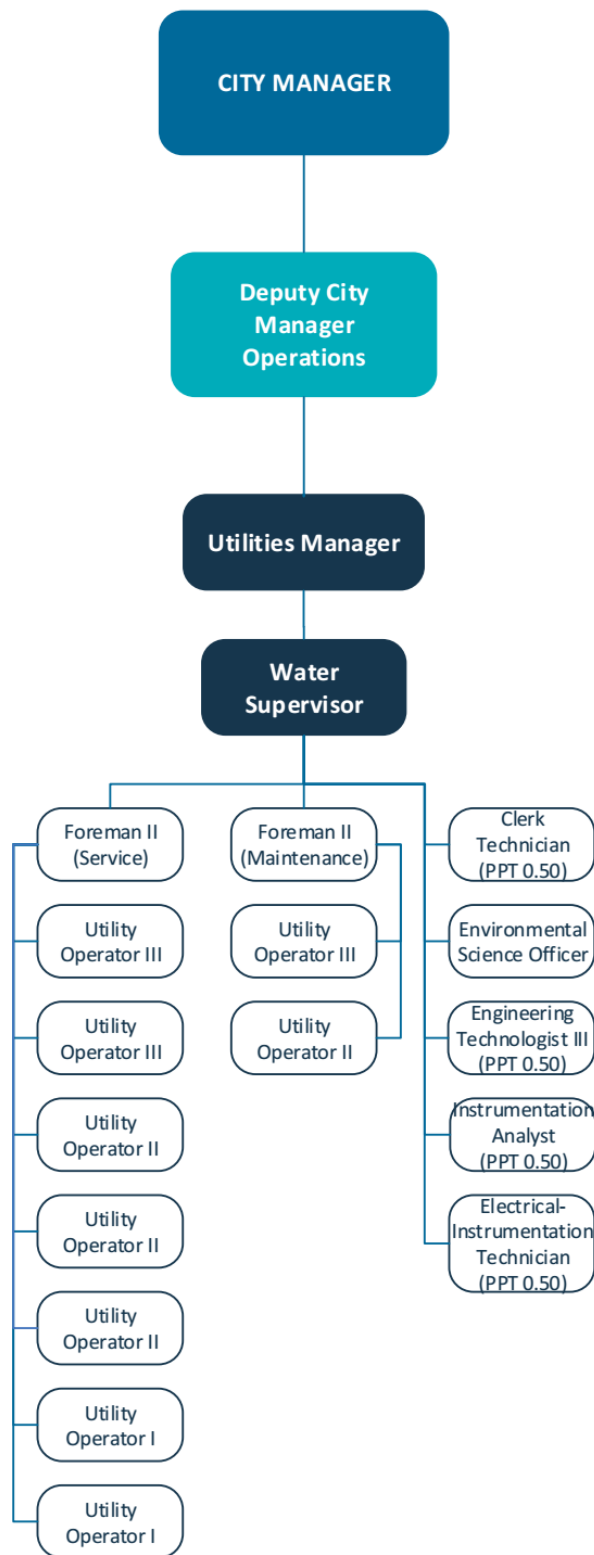 CITY MANAGER
Deputy City
Manager
Operations
Utilities Manager
Water
Supervisor
Foreman II
(Service)
Utility
Operator III
Utility
Operator III
Utility
Operator II
Utility
Operator II
Utility
Operator II
Utility
Operator I
Utility
Operator I
Foreman II
(Maintenance)
Utility
Operator III
Utility
Operator II
Clerk
Technician
(PPT 0.50)
Environmental
Science Officer
Engineering
Technologist III
(PPT 0.50)
Instrumentation
Analyst
(PPT 0.50)
Electrical-
Instrumentation
Technician
(PPT 0.50)